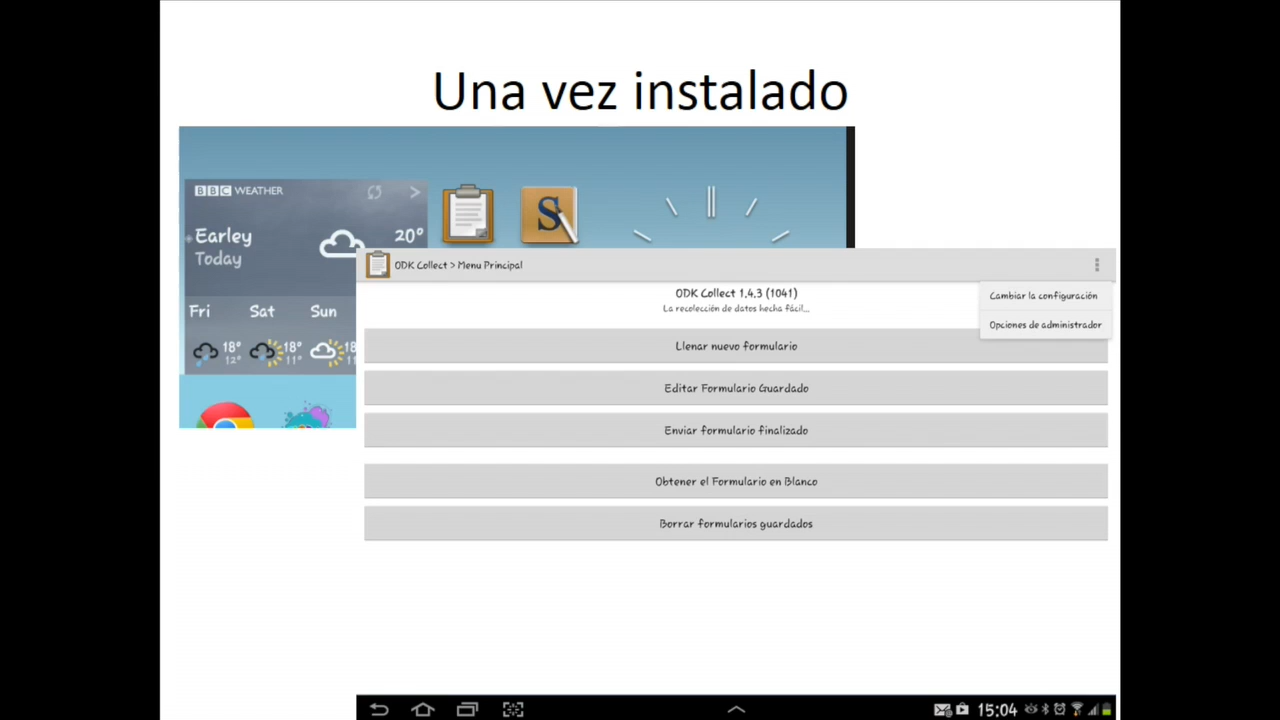 Una vez instalado
BBC WEATHER
Earley
Today
20°
Fri Sat Sun
18° 18° 18
12° 11° 11
S
ODK Collect > Menu Principal
ODK Collect 1.4.3 (1041)
La recolección de datos hecha fácil...
Cambiar la configuración
Opciones de administrador
Llenar nuevo formulario
Editar Formulario Guardado
Enviar formulario finalizado
Obtener el Formulario en Blanco
Borrar formularios guardados
15:04